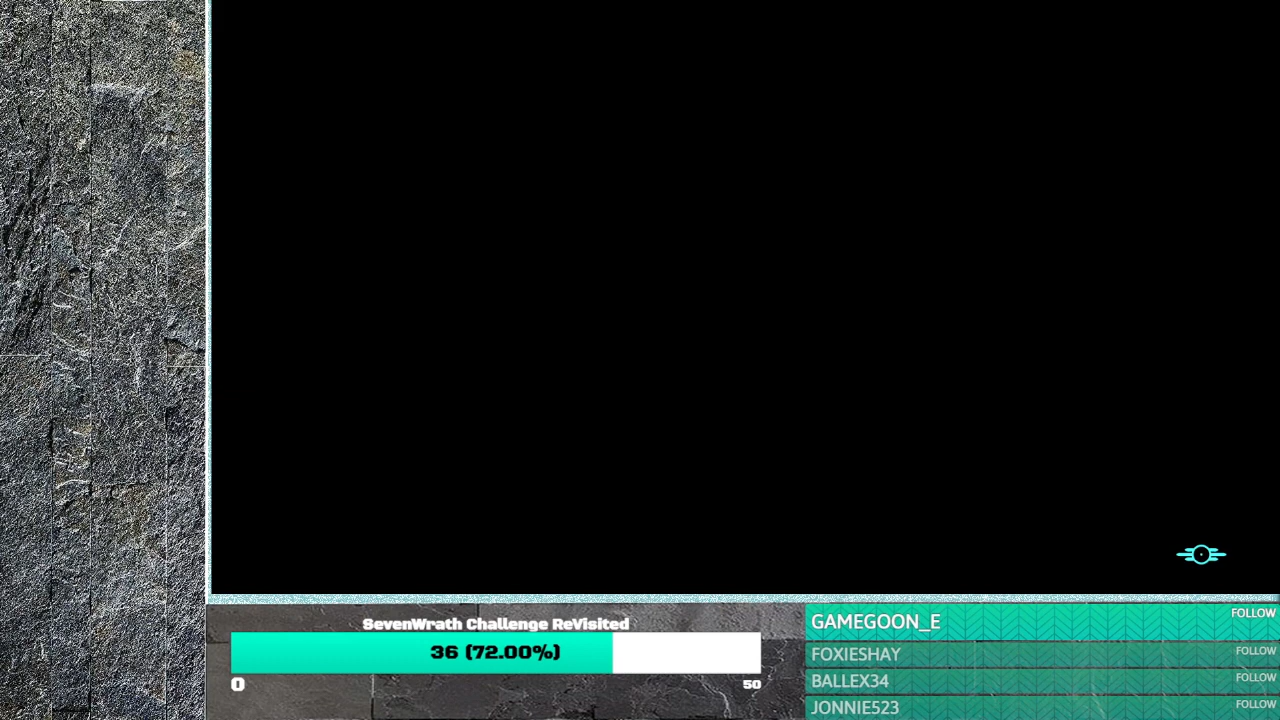 SevenWrath Challenge ReVisited
36 (72.00%)
0 50
GAMEGOON_E FOLLOW
FOXIESHAY FOLLOW
BALLEX34 FOLLOW
JONNIE523 FOLLOW